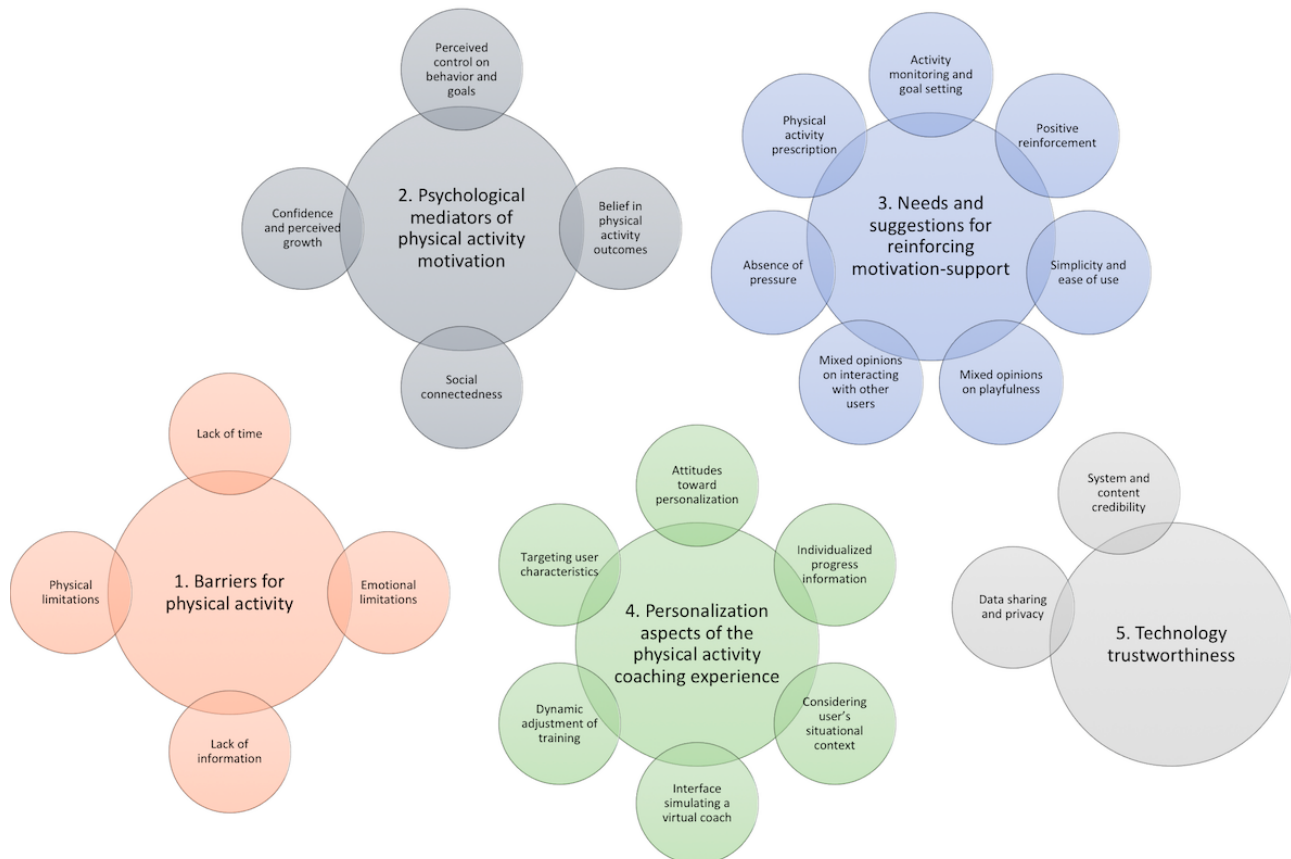 Perceived control on
behavior and
goals
Confidence
and perceived
growth
2. Psychological
mediators of
physical activity
motivation
Belief in
physical activity
outcomes
Social
connectedness
Activity
monitoring and
goal setting
Physical
activity
prescription
Positive
reinforcement
3. Needs and
suggestions for
reinforcing
motivation-support
Absence of
pressure
Simplicity and
ease of use
Mixed opinions
on interacting
with other
users
Mixed opinions
on playfulness
Lack of time
Physical
limitations
1. Barriers for
physical activity
Emotional
limitations
Lack of
information
Attitudes
toward
personalization
Targeting user
characteristics
Individualized
progress
information
4. Personalization
aspects of the
physical activity
coaching experience
Dynamic
adjustment of
training
Considering
user's
situational
context
Interface
simulating a
virtual coach
System and
content
credibility
Data sharing
and privacy
5. Technology
trustworthiness